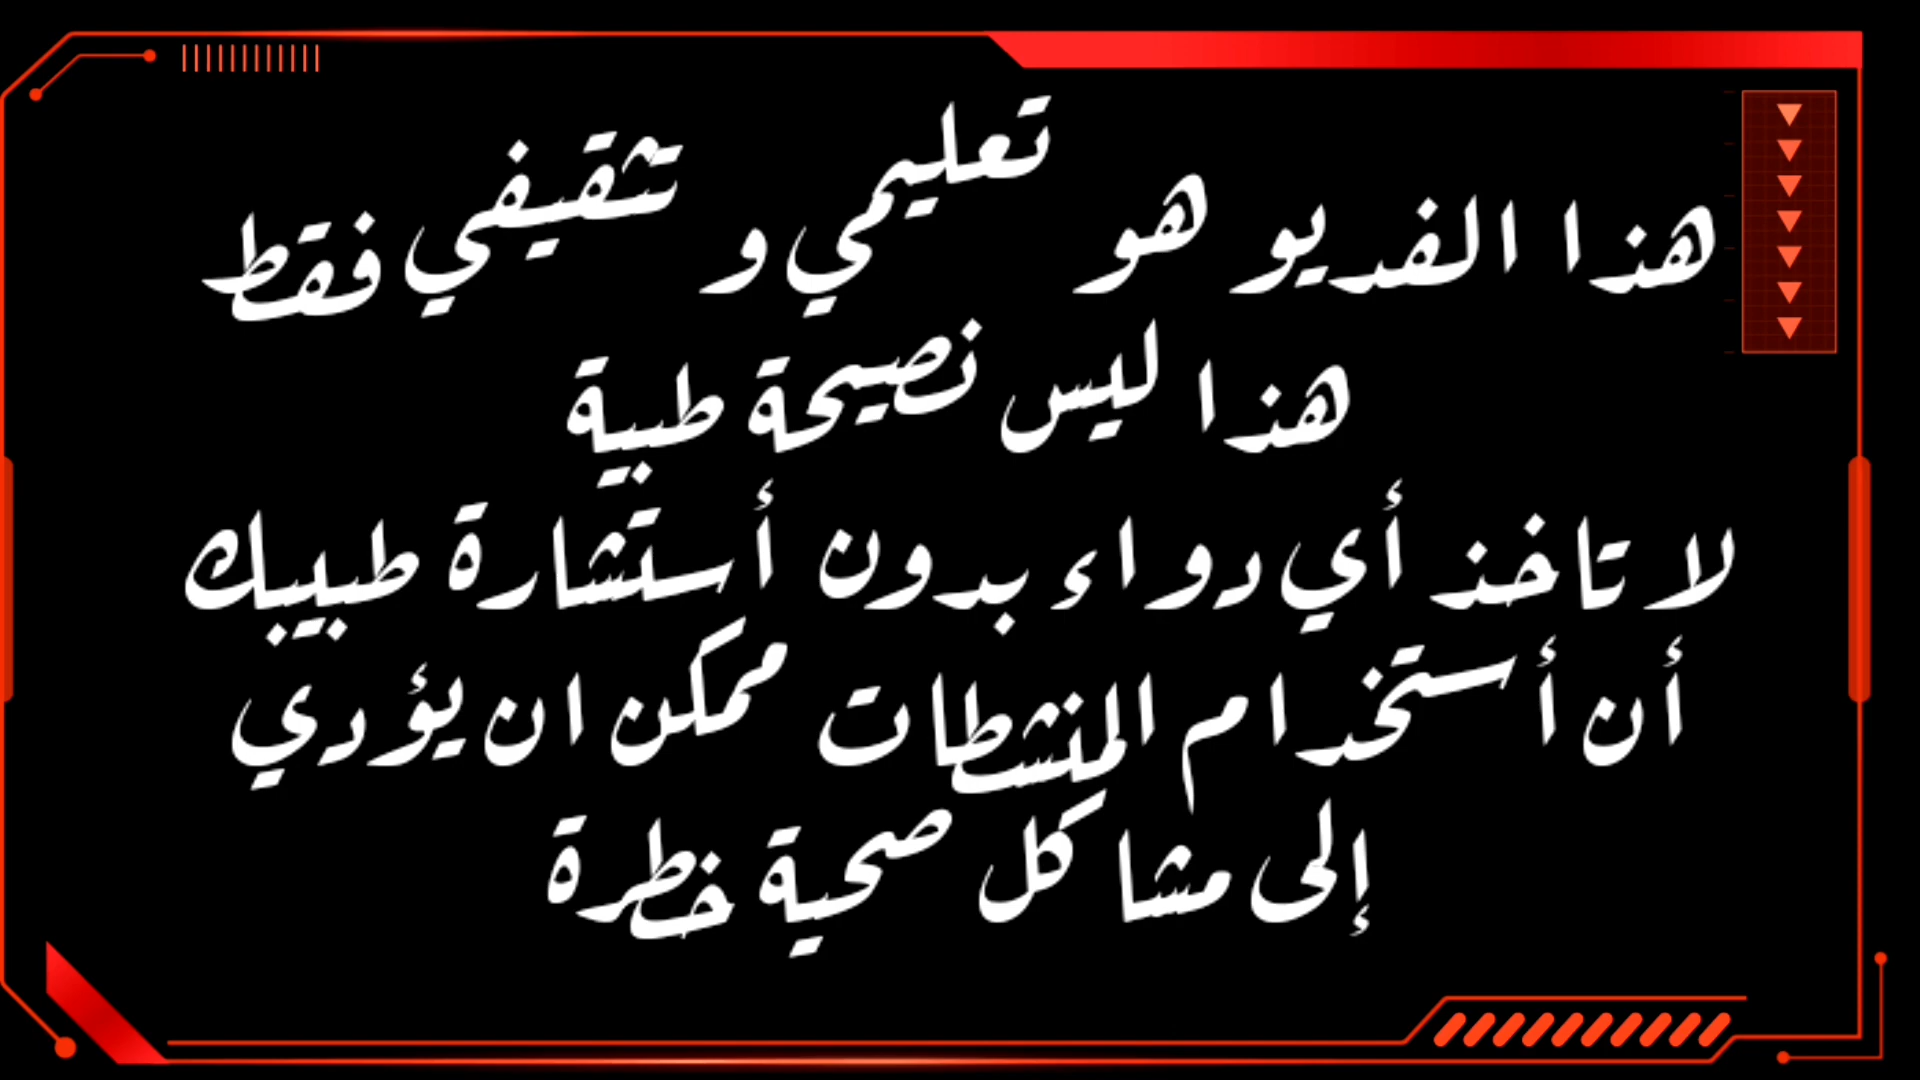 هذا الفديو هو تعليمي و تثقيفي فقط
هذا ليس نصيحة طبية
لا تاخذ أي دواء بدون أستشارة طبيبك
أن أستخدام المنشطات ممكن ان يؤدي
إلى مشاكل صحية خطرة